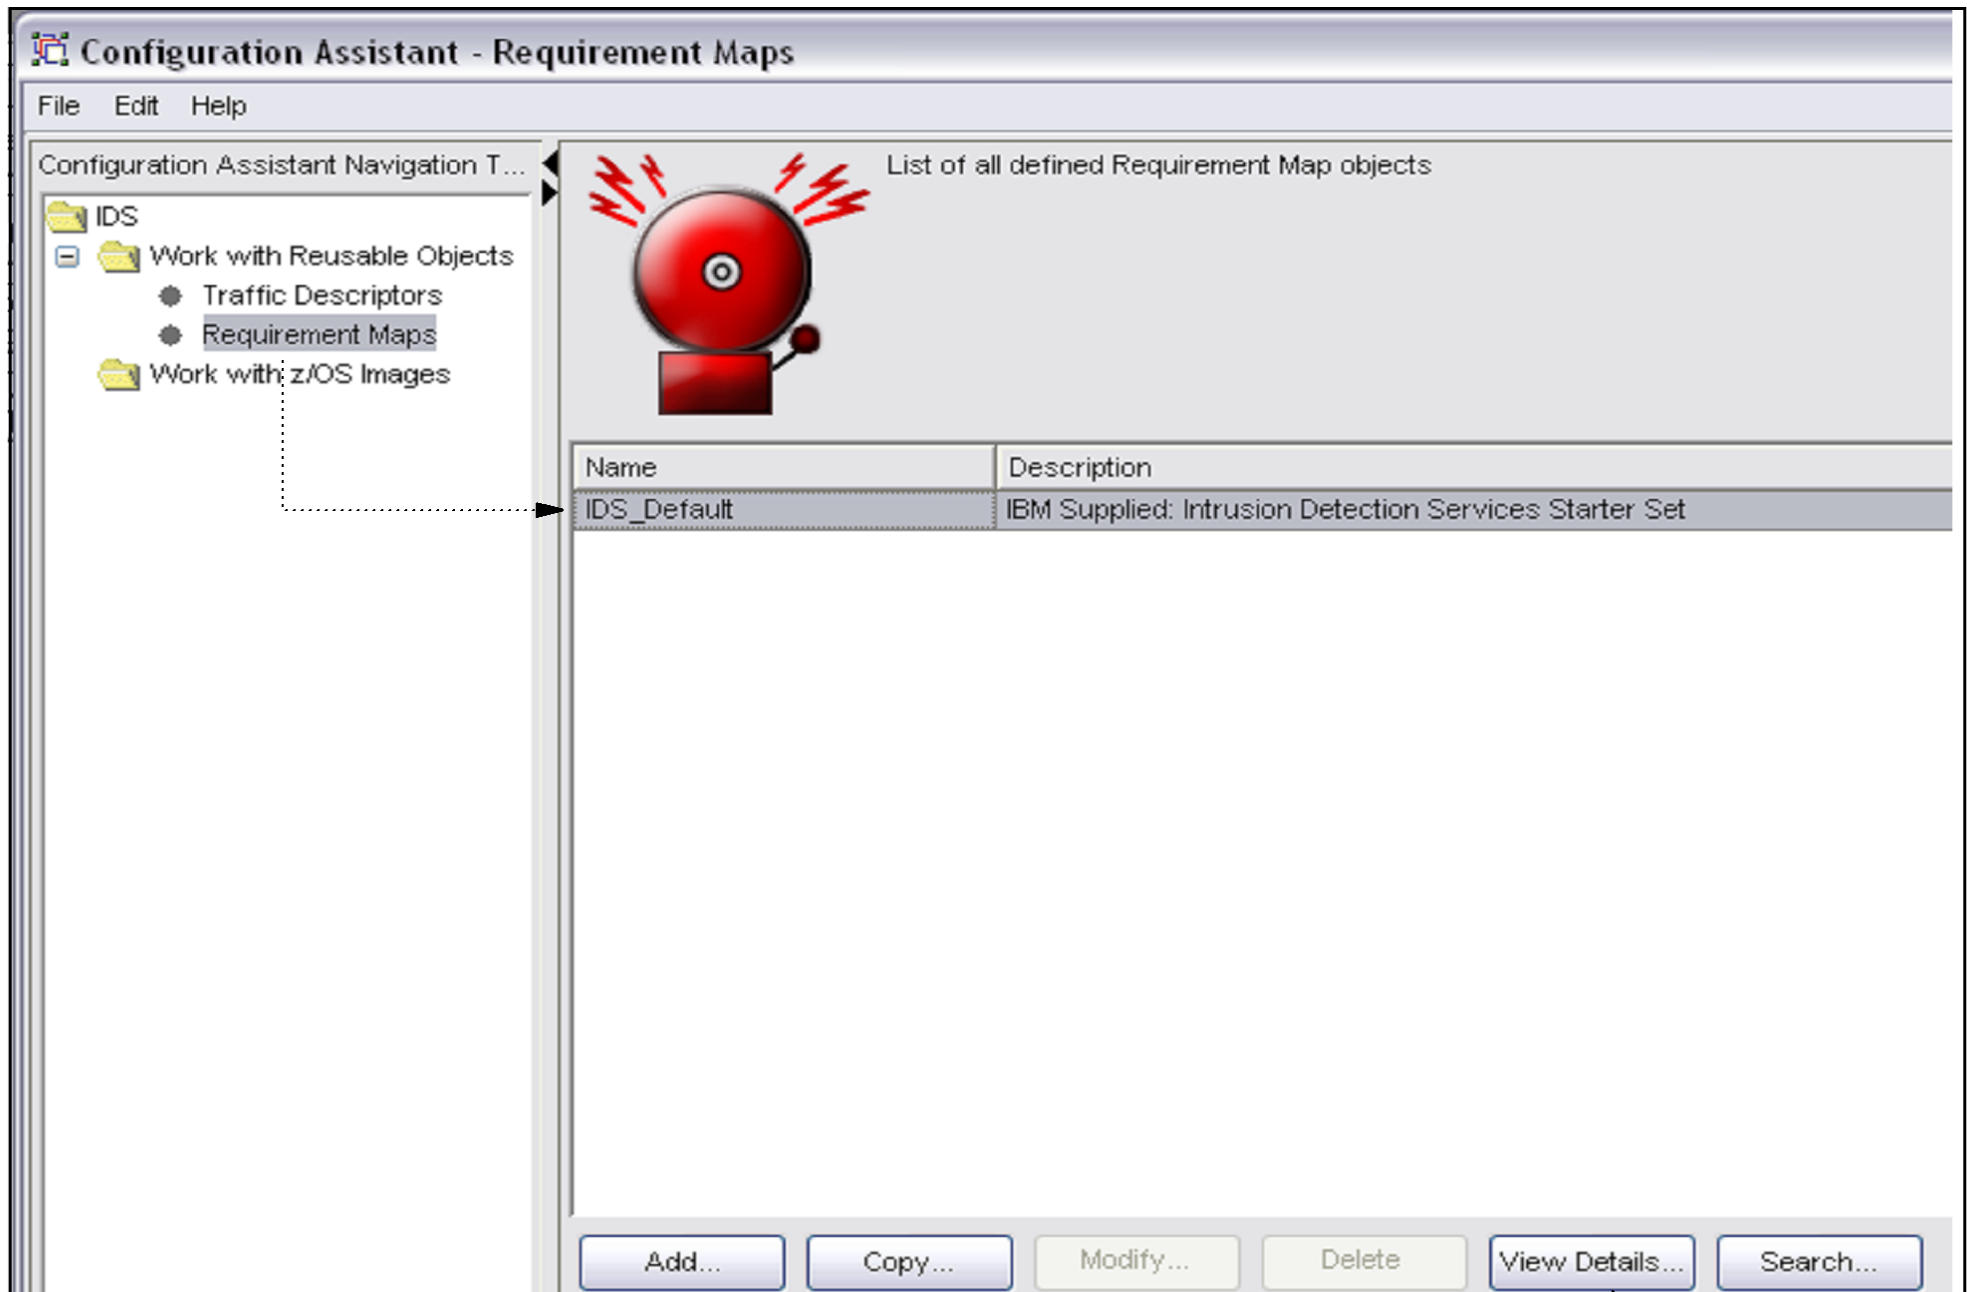 Configuration Assistant - Requirement Maps
File Edit Help
Configuration Assistant Navigation T...
IDS
Work with Reusable Objects
Traffic Descriptors
Requirement Maps
Work with z/OS Images
List of all defined Requirement Map objects
Name Description
IDS_Default IBM Supplied: Intrusion Detection Services Starter Set
Add... Copy... Modify... Delete View Details... Search...